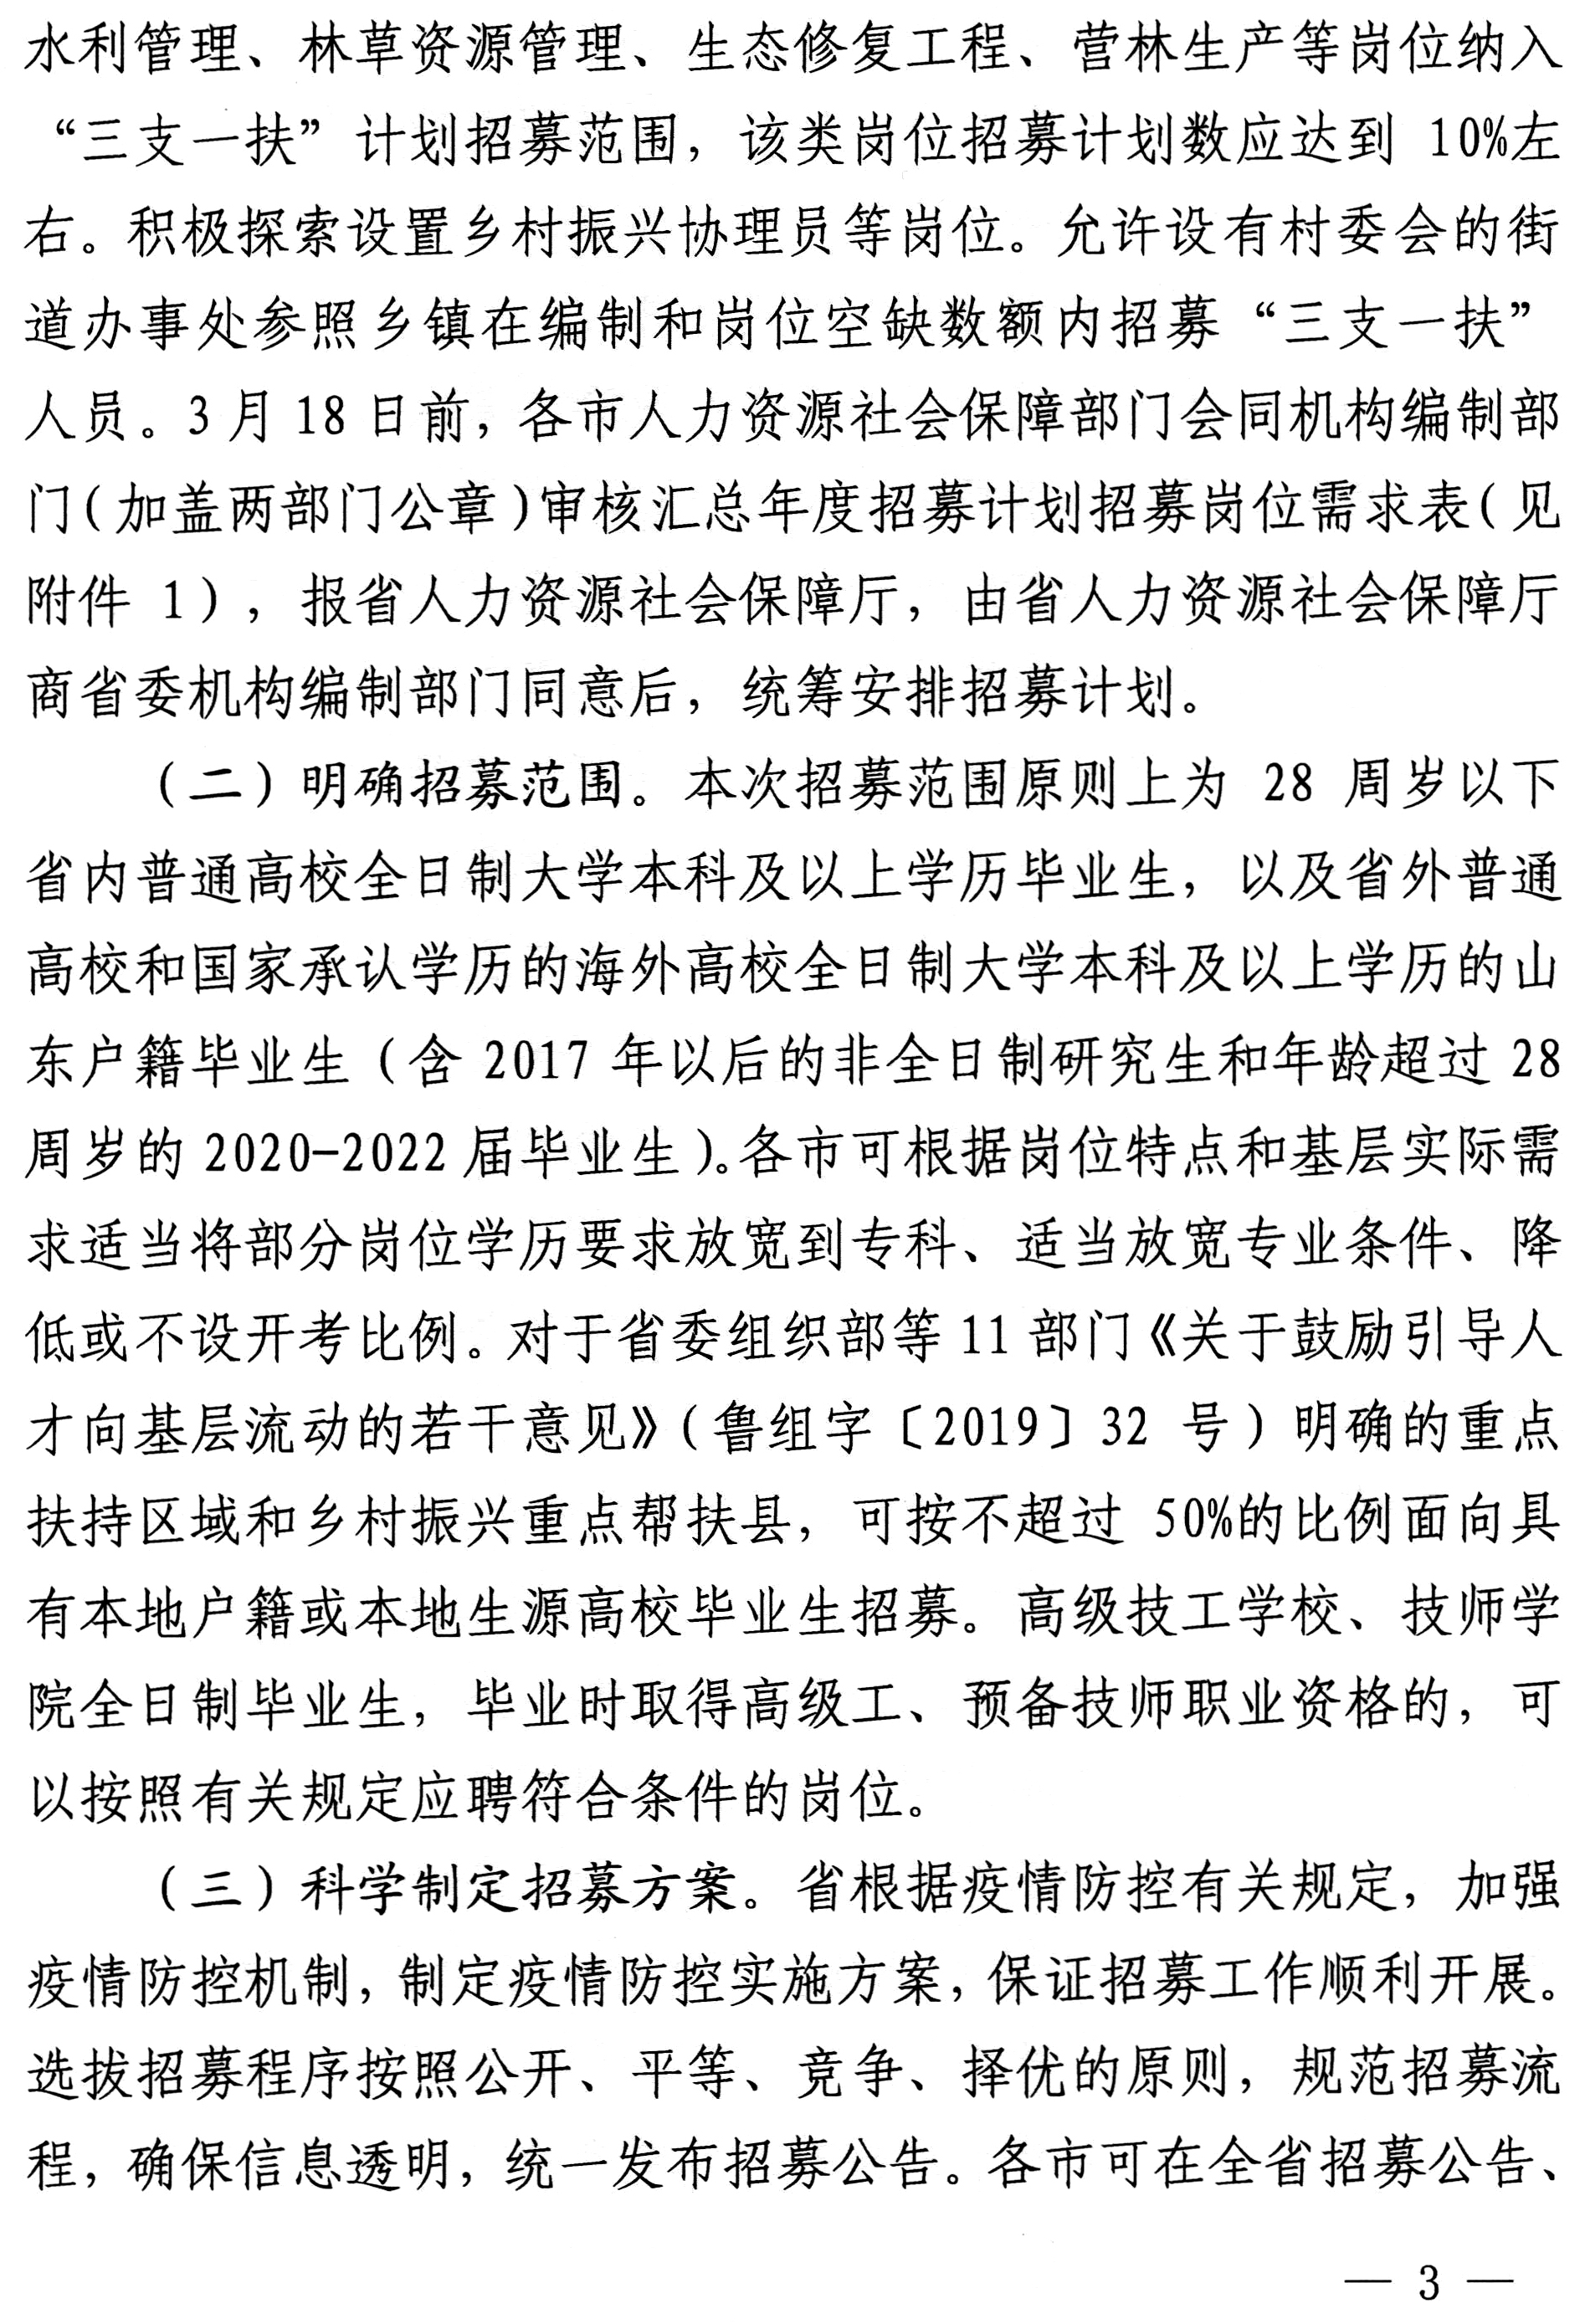 水利管理、林草资源管理、生态修复工程、营林生产等岗位纳入
“三支一扶”计划招募范围，该类岗位招募计划数应达到 10%左
右。积极探索设置乡村振兴协理员等岗位。允许设有村委会的街
道办事处参照乡镇在编制和岗位空缺数额内招募“三支一扶”
人员。3 月 18 日前，各市人力资源社会保障部门会同机构编制部
门（加盖两部门公章）审核汇总年度招募计划招募岗位需求表（见
附件 1），报省人力资源社会保障厅，由省人力资源社会保障厅
商省委机构编制部门同意后，统筹安排招募计划。
（二）明确招募范围。本次招募范围原则上为 28 周岁以下
省内普通高校全日制大学本科及以上学历毕业生，以及省外普通
高校和国家承认学历的海外高校全日制大学本科及以上学历的山
东户籍毕业生（含 2017 年以后的非全日制研究生和年龄超过 28
周岁的 2020-2022 届毕业生）。各市可根据岗位特点和基层实际需
求适当将部分岗位学历要求放宽到专科、适当放宽专业条件、降
低或不设开考比例。对于省委组织部等 11 部门《关于鼓励引导人
才向基层流动的若干意见》（鲁组字〔2019〕32 号）明确的重点
扶持区域和乡村振兴重点帮扶县，可按不超过 50%的比例面向具
有本地户籍或本地生源高校毕业生招募。高级技工学校、技师学
院全日制毕业生，毕业时取得高级工、预备技师职业资格的，可
以按照有关规定应聘符合条件的岗位。
（三）科学制定招募方案。省根据疫情防控有关规定，加强
疫情防控机制，制定疫情防控实施方案，保证招募工作顺利开展。
选拔招募程序按照公开、平等、竞争、择优的原则，规范招募流
程，确保信息透明，统一发布招募公告。各市可在全省招募公告、
— 3 —